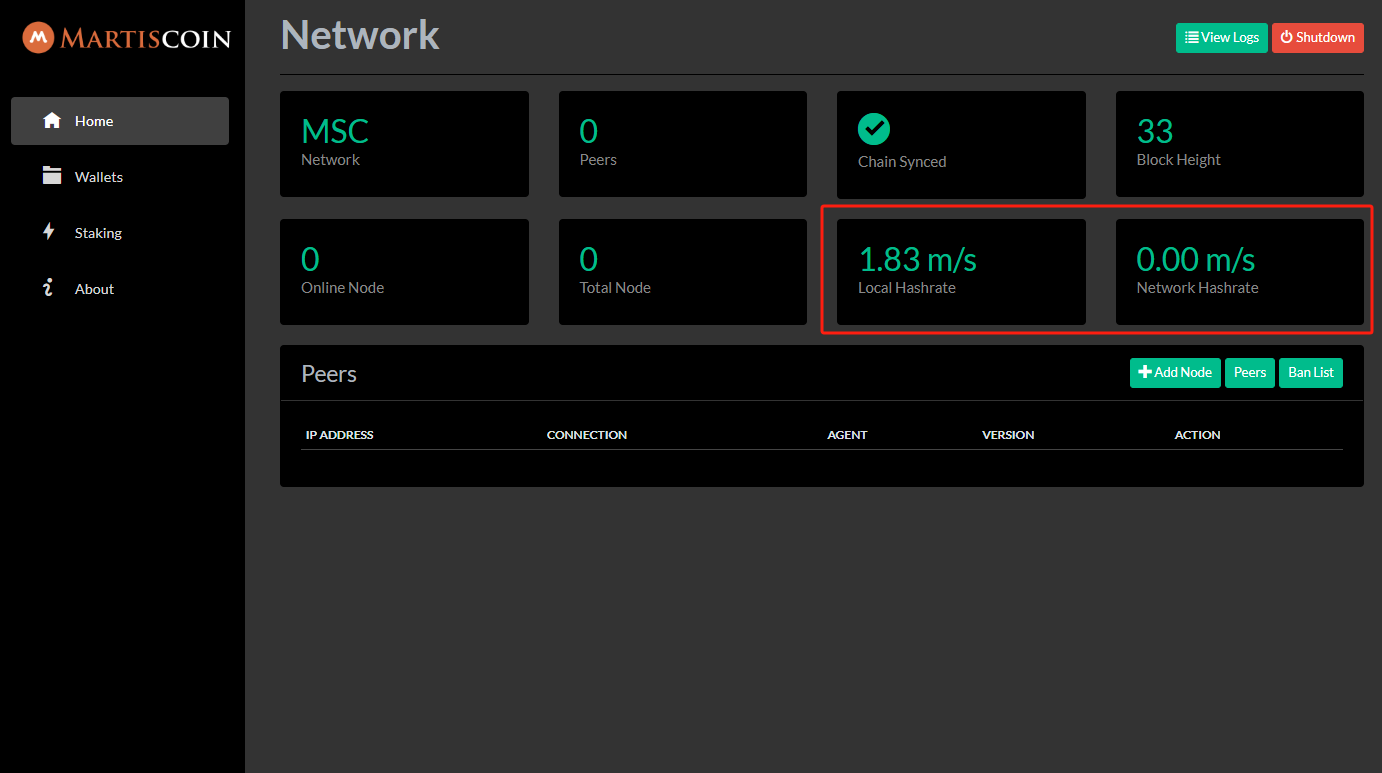 MARTISCOIN
Network
View Logs
Shutdown
Home
Wallets
Staking
About
MSC
Network
0
Peers
Chain Synced
33
Block Height
0
Online Node
0
Total Node
1.83 m/s
Local Hashrate
0.00 m/s
Network Hashrate
Peers
Add Node
Peers
Ban List
IP ADDRESS CONNECTION AGENT VERSION ACTION